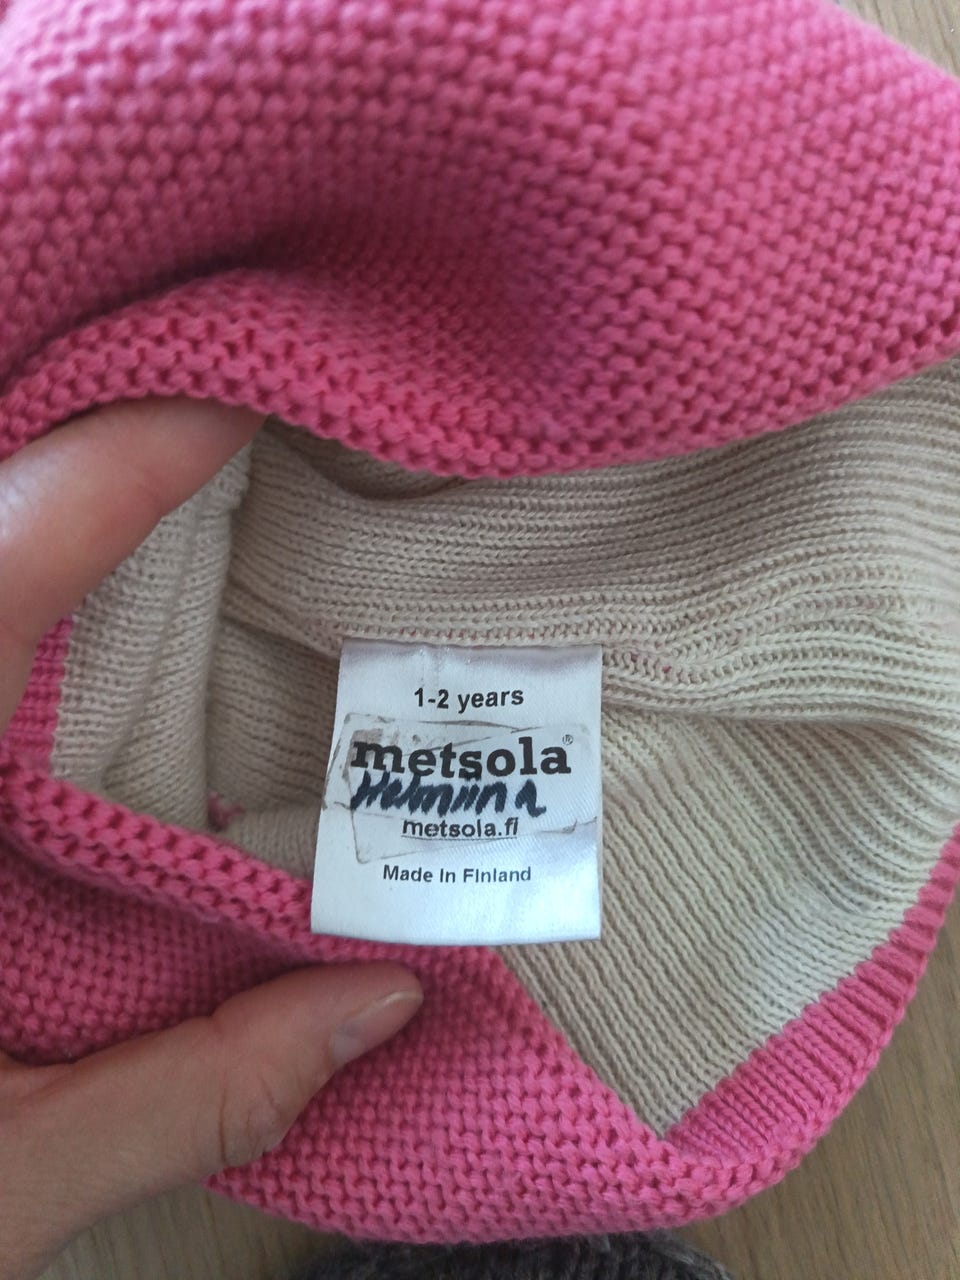 1-2 years
metsola®
Helmiina
metsola.fi
Made In Finland